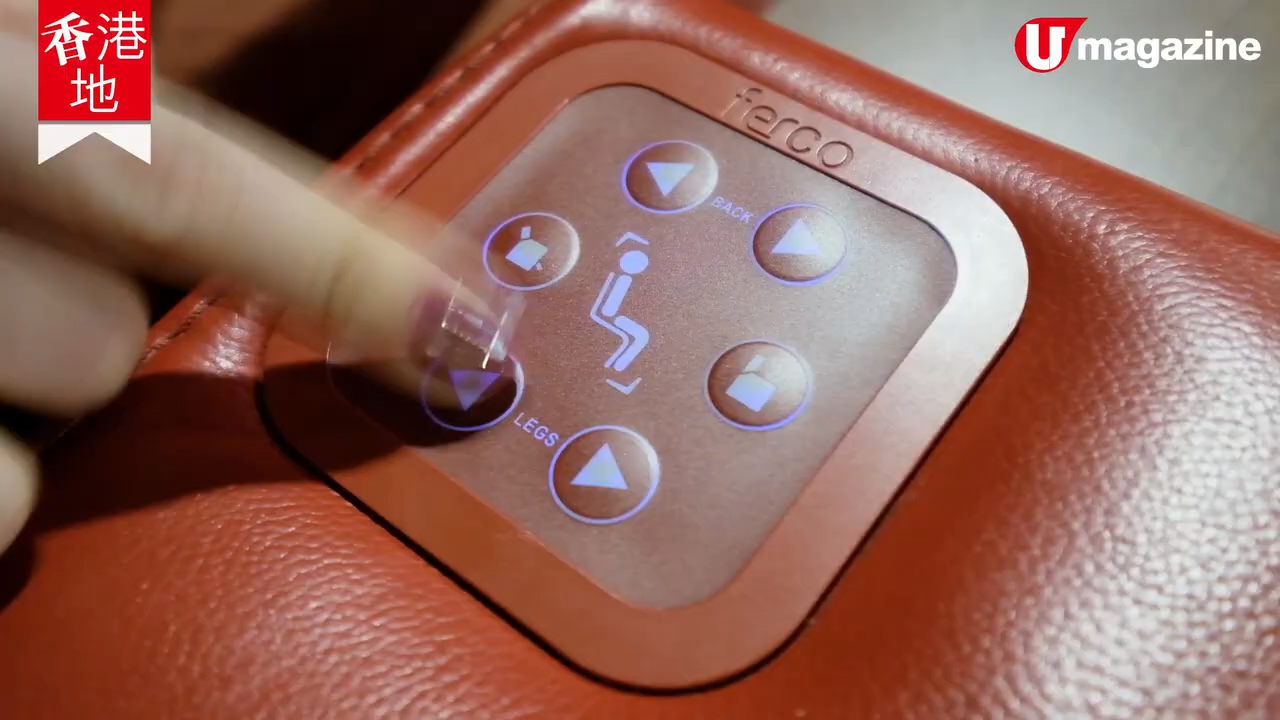 香港
地
U magazine
ferco
BACK
LEGS